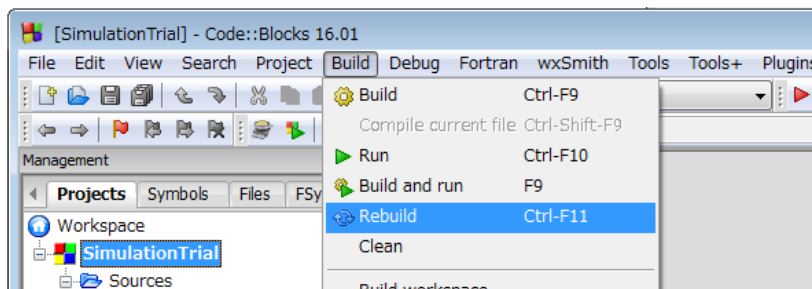 [SimulationTrial] - Code::Blocks 16.01
File Edit View Search Project Build Debug Fortran wxSmith Tools Tools+ Plugins
Build Ctrl-F9
Compile current file Ctrl-Shift-F9
Run Ctrl-F10
Management
Build and run F9
Projects Symbols Files FSy
Rebuild Ctrl-F11
Workspace
Clean
SimulationTrial
Sources
Build workspace